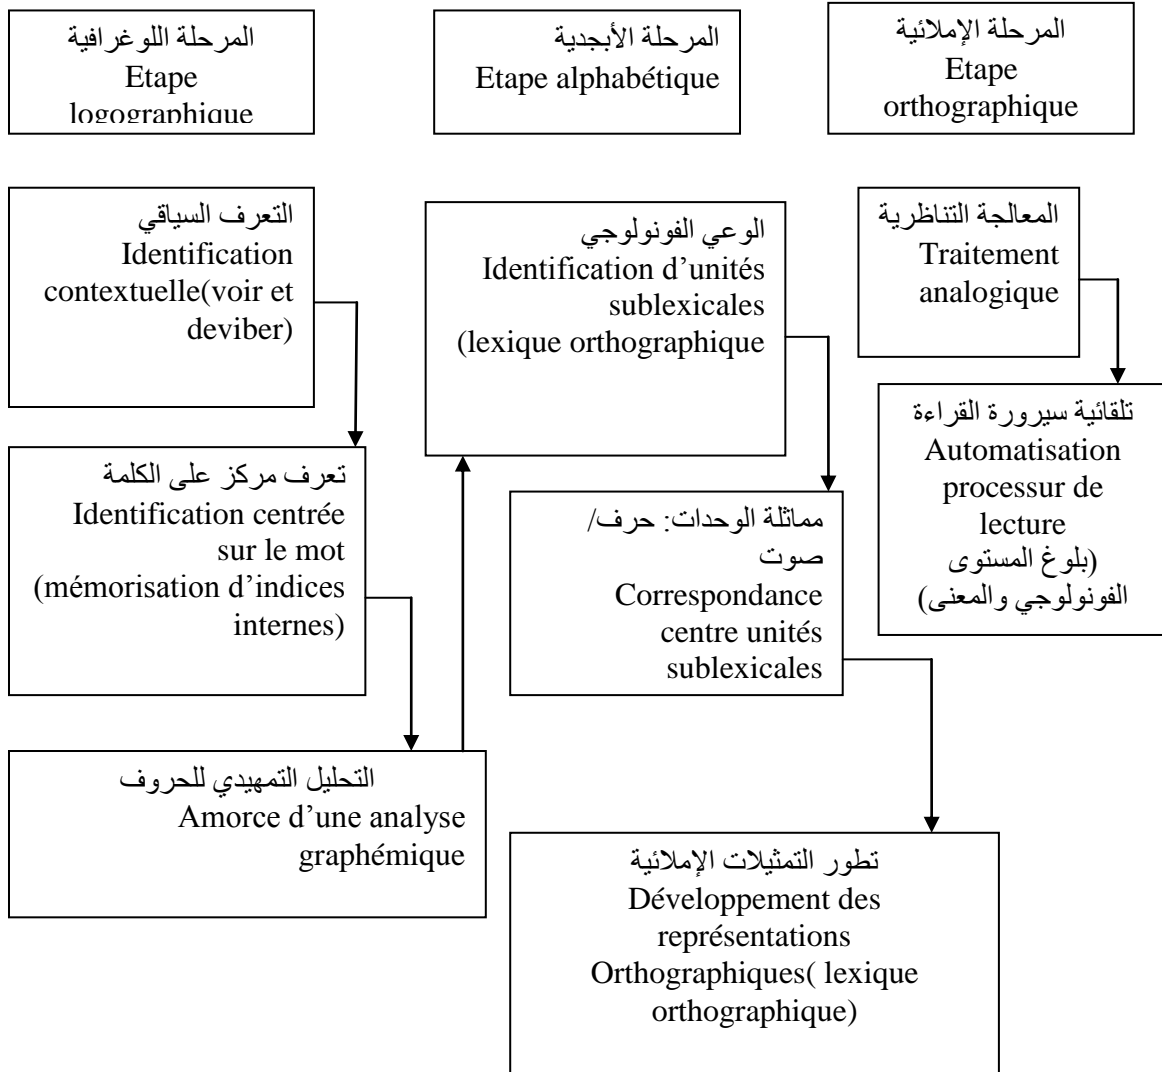 المرحلة اللوغرافية
Etape
logographique
المرحلة الأبجدية
Etape alphabétique
المرحلة الإملائية
Etape
orthographique
التعرف السياقي
Identification
contextuelle(voir et
deviber)
تعرف مركز على الكلمة
Identification centrée
sur le mot
(mémorisation d’indices
internes)
التحليل التمهيدي للحروف
Amorce d’une analyse
graphémique
الوعي الفونولوجي
Identification d’unités
sublexicales
(lexique orthographique
مماثلة الوحدات: حرف/
صوت
Correspondance
centre unités
sublexicales
تطور التمثيلات الإملائية
Développement des
représentations
Orthographiques( lexique
orthographique)
المعالجة التناظرية
Traitement
analogique
تلقائية سيرورة القراءة
Automatisation
processur de
lecture
(بلوغ المستوى
الفونولوجي والمعنى)